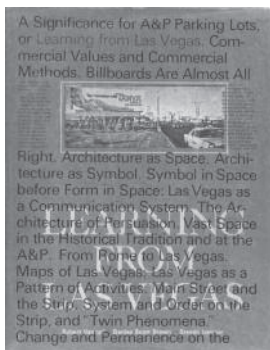 A Significance for A&P Parking Lots,
or Learning from Las Vegas. Com-
mercial Values and Commercial
Methods. Billboards Are Almost All
Right. Architecture as Space. Archi-
tecture as Symbol. Symbol in Space
before Form in Space: Las Vegas as
a Communication System. The Ar-
chitecture of Persuasion. Vast Space
in the Historical Tradition and at the
A&P. From Rome to Las Vegas.
Maps of Las Vegas. Las Vegas as a
Pattern of Activities. Main Street and
the Strip. System and Order on the
Strip, and "Twin Phenomena."
Change and Permanence on the
LEARNING
FROM
LAS VEGAS